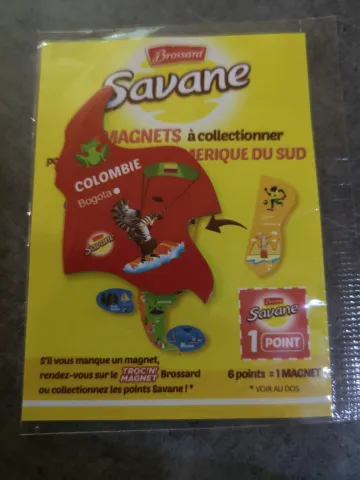 Brossard
Savane
MAGNETS à collectionner
MERIQUE DU SUD
COLOMBIE
Bogota
Savane
Brossard
Savane
1 POINT
S'il vous manque un magnet,
rendez-vous sur le TROC'N' MAGNET Brossard
ou collectionnez les points Savane ! *
6 points = 1 MAGNET
* VOIR AU DOS